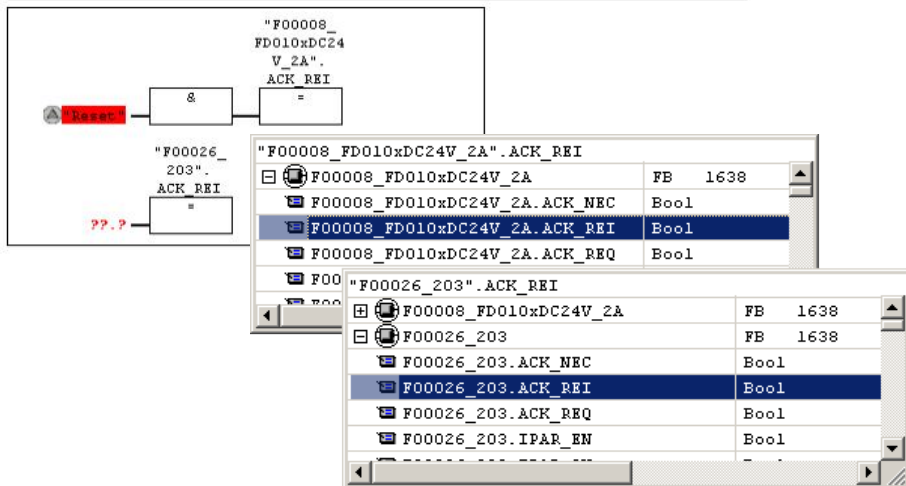 "F00008_
FD010xDC24
V_2A".
ACK_REI
&
=
"Reset"
"F00026_
203".
ACK_REI
=
??.?
"F00008_FD010xDC24V_2A".ACK_REI
F00008_FD010xDC24V_2A FB 1638
F00008_FD010xDC24V_2A.ACK_NEC Bool
F00008_FD010xDC24V_2A.ACK_REI Bool
F00008_FD010xDC24V_2A.ACK_REQ Bool
F00
"F00026_203".ACK_REI
F00008_FD010xDC24V_2A FB 1638
F00026_203 FB 1638
F00026_203.ACK_NEC Bool
F00026_203.ACK_REI Bool
F00026_203.ACK_REQ Bool
F00026_203.IPAR_EN Bool